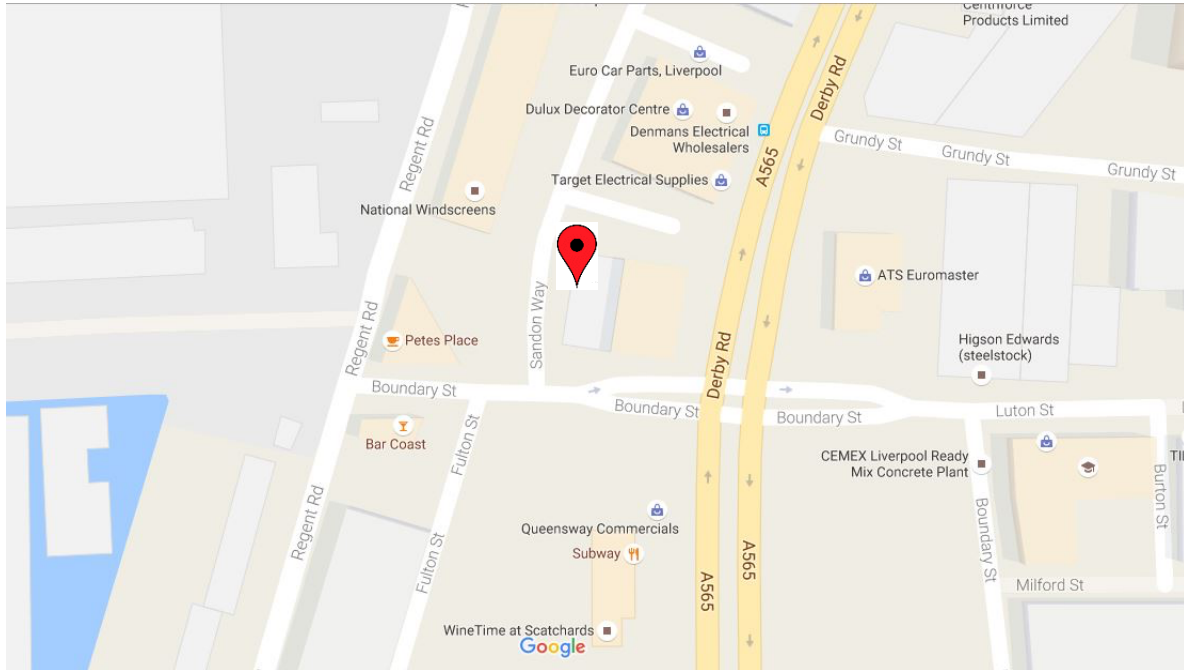 Centriforce
Products Limited
Regent Rd
Euro Car Parts, Liverpool
Derby Rd
Dulux Decorator Centre
Denmans Electrical
Wholesalers
A565
Grundy St
Grundy St
Grundy St
Regent Rd
Target Electrical Supplies
National Windscreens
ATS Euromaster
Sandon Way
Regent Rd
Petes Place
Higson Edwards
(steelstock)
Derby Rd
Boundary St
Boundary St
Boundary St
Luton St
Bar Coast
Fulton St
CEMEX Liverpool Ready
Mix Concrete Plant
Burton St
Boundary St
Regent Rd
Queensway Commercials
Subway
Fulton St
A565
A565
Milford St
WineTime at Scatchards
Google